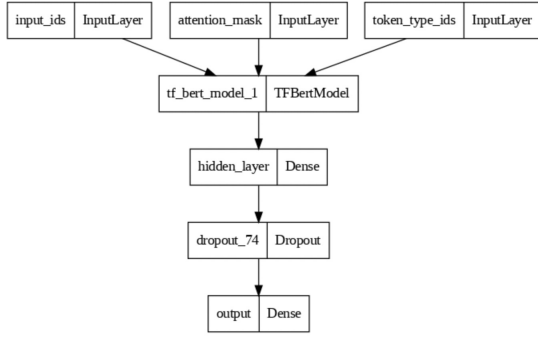 input_ids InputLayer attention_mask InputLayer token_type_ids InputLayer
tf_bert_model_1 TFBertModel
hidden_layer Dense
dropout_74 Dropout
output Dense